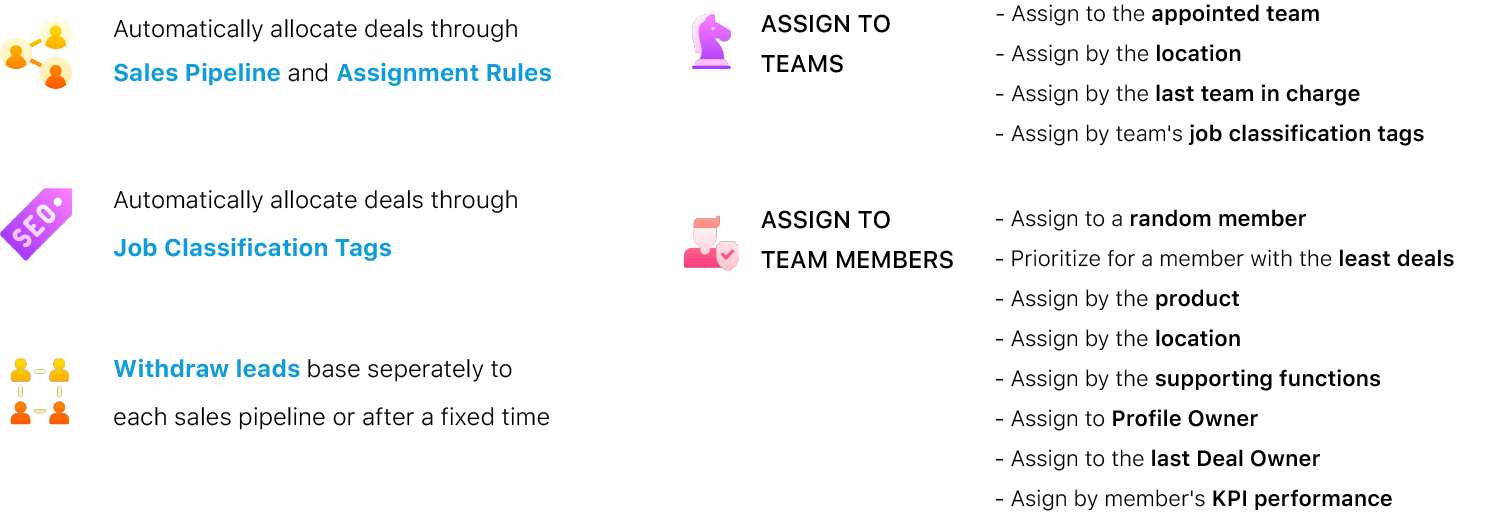 Automatically allocate deals through
Sales Pipeline and Assignment Rules
SEO
Automatically allocate deals through
Job Classification Tags
Withdraw leads base seperately to
each sales pipeline or after a fixed time
ASSIGN TO
TEAMS
- Assign to the appointed team
- Assign by the location
- Assign by the last team in charge
- Assign by team's job classification tags
ASSIGN TO
TEAM MEMBERS
- Assign to a random member
- Prioritize for a member with the least deals
- Assign by the product
- Assign by the location
- Assign by the supporting functions
- Assign to Profile Owner
- Assign to the last Deal Owner
- Asign by member's KPI performance